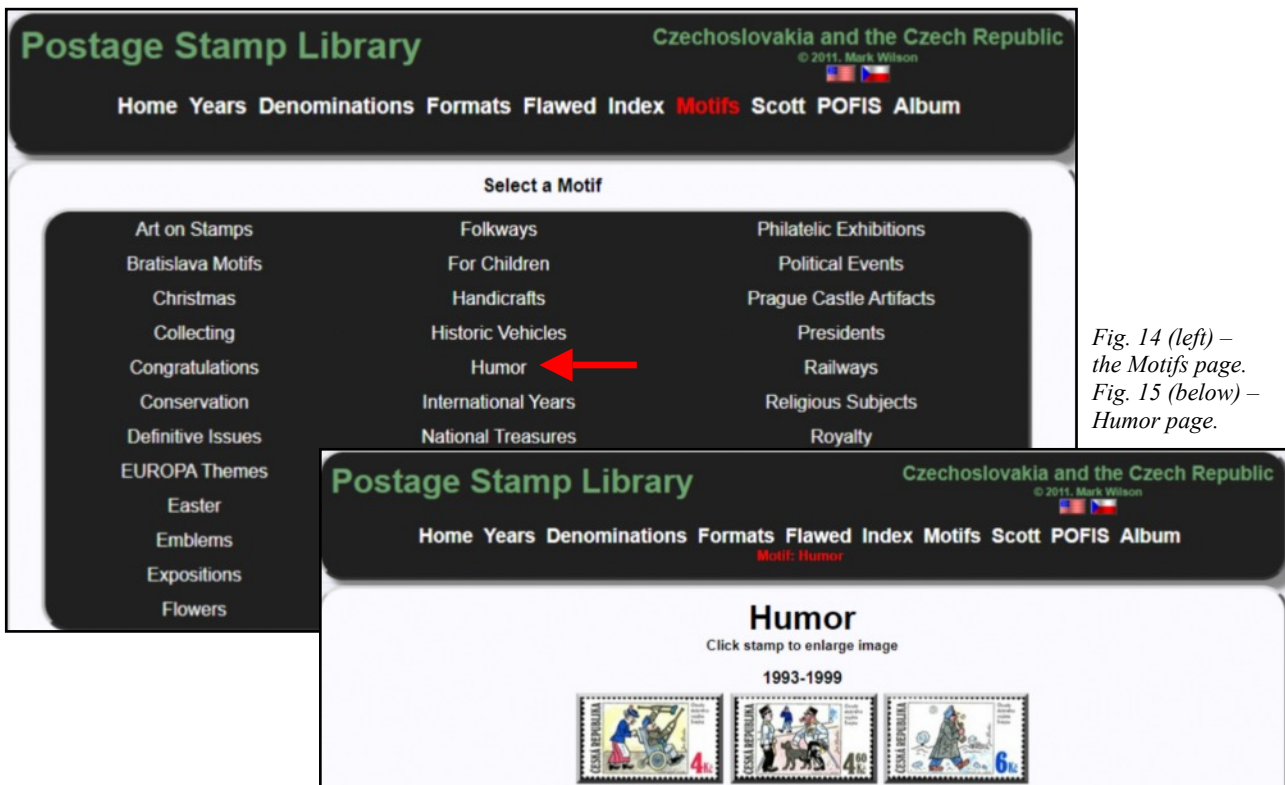 Postage Stamp Library
Czechoslovakia and the Czech Republic
© 2011. Mark Wilson
Home Years Denominations Formats Flawed Index Motifs Scott POFIS Album
Select a Motif
Art on Stamps Folkways Philatelic Exhibitions
Bratislava Motifs For Children Political Events
Christmas Handicrafts Prague Castle Artifacts
Collecting Historic Vehicles Presidents
Congratulations Humor Railways
Conservation International Years Religious Subjects
Definitive Issues National Treasures Royalty
EUROPA Themes
Easter
Emblems
Expositions
Flowers
Fig. 14 (left) –
the Motifs page.
Fig. 15 (below) –
Humor page.
Postage Stamp Library
Czechoslovakia and the Czech Republic
© 2011. Mark Wilson
Home Years Denominations Formats Flawed Index Motifs Scott POFIS Album
Motif: Humor
Humor
Click stamp to enlarge image
1993-1999
ČESKÁ REPUBLIKA
4 Kč
ČESKÁ REPUBLIKA
4 60 Kč
ČESKÁ REPUBLIKA
6 Kč